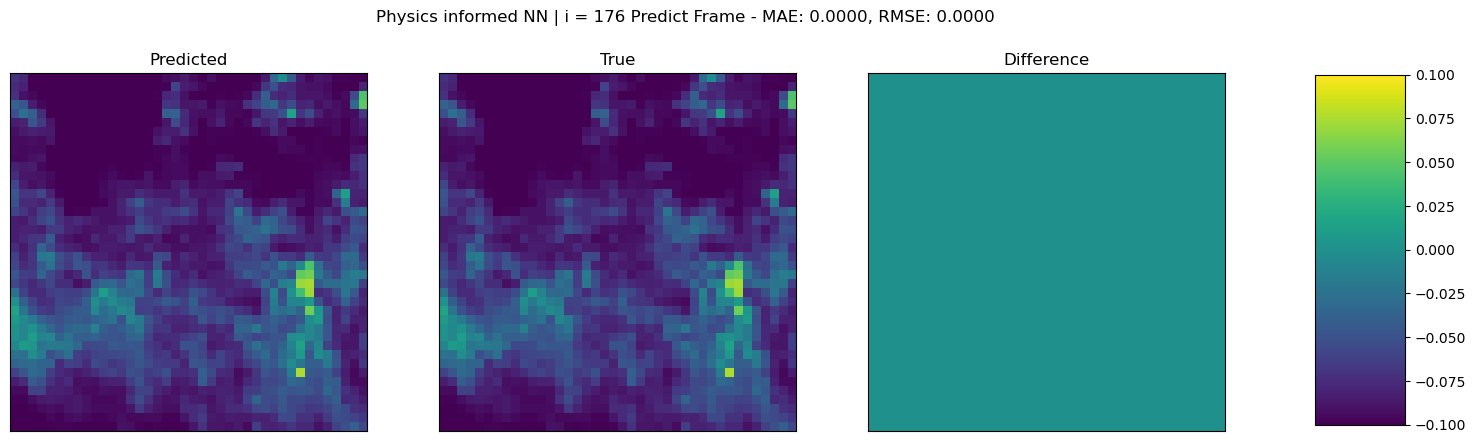 Physics informed NN | i = 176 Predict Frame - MAE: 0.0000, RMSE: 0.0000
Predicted
True
Difference
0.100
0.075
0.050
0.025
0.000
−0.025
−0.050
−0.075
−0.100